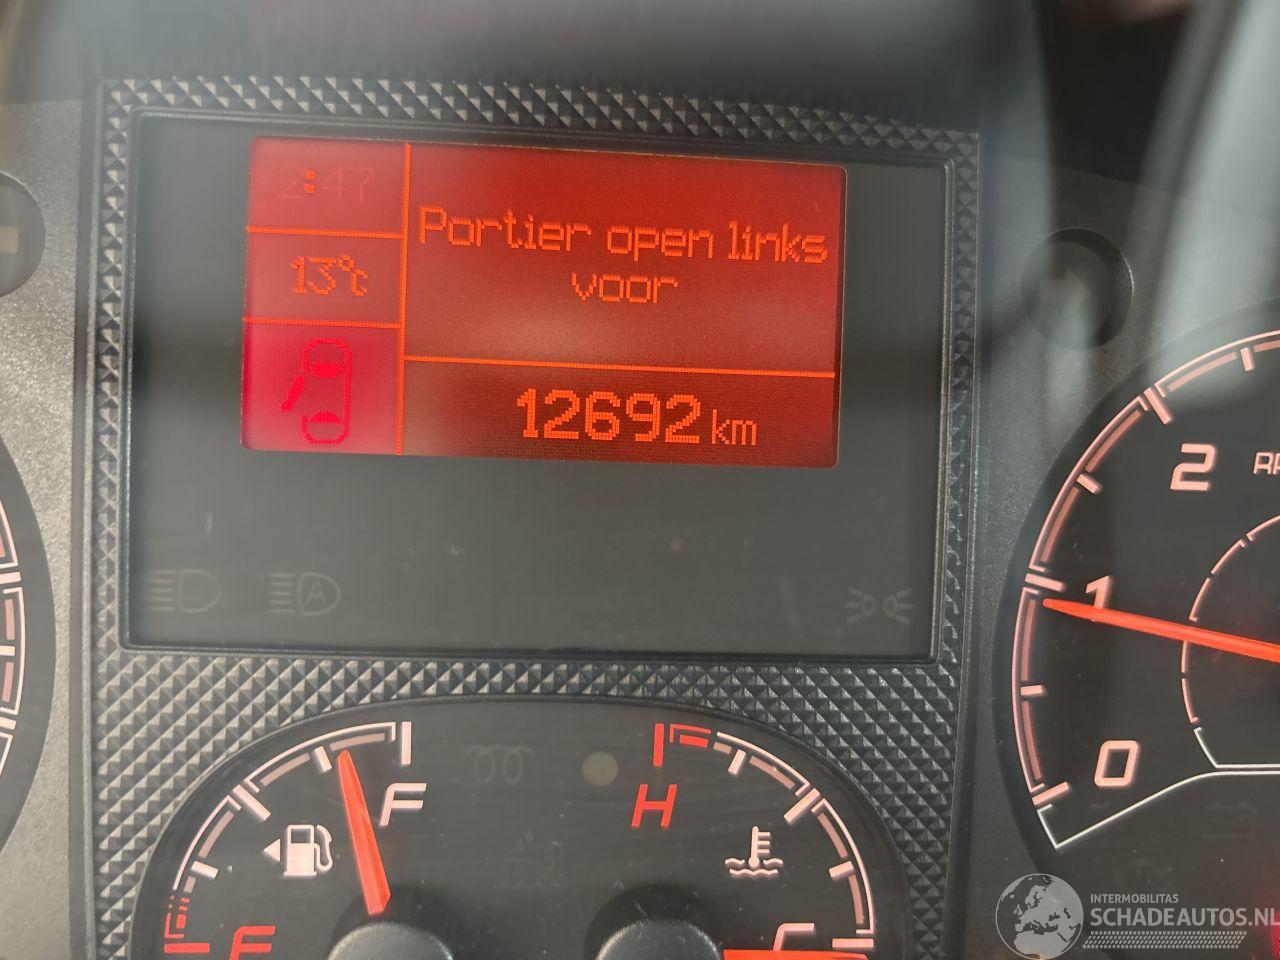 2:47
Portier open links
voor
13°c
12692 km
2
1
0
A
F
H
E
C
INTERMOBILITAS
SCHADEAUTOS.NL